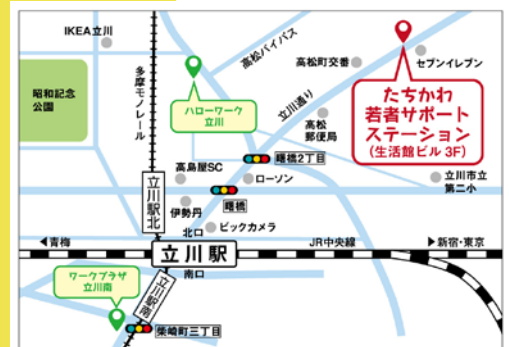 IKEA立川
高松バイパス
高松町交番
セブンイレブン
多摩モノレール
昭和記念
公園
ハローワーク
立川
立川通り
高松
郵便局
たちかわ
若者サポート
ステーション
(生活館ビル 3F)
曙橋2丁目
高島屋SC
ローソン
立川市立
第二小
立川駅北
曙橋
伊勢丹
北口
ビックカメラ
◀青梅
立川駅
JR中央線
▶新宿・東京
南口
ワークプラザ
立川南
立川駅南
柴崎町三丁目